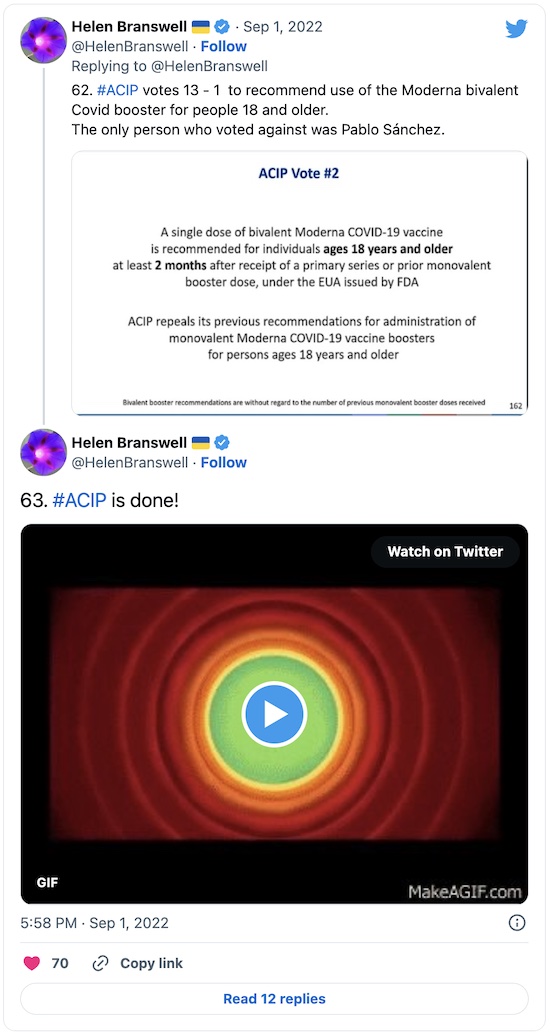 Helen Branswell 🇺🇦 · Sep 1, 2022
@HelenBranswell · Follow
Replying to @HelenBranswell
62. #ACIP votes 13 - 1  to recommend use of the Moderna bivalent
Covid booster for people 18 and older.
The only person who voted against was Pablo Sánchez.
ACIP Vote #2
A single dose of bivalent Moderna COVID-19 vaccine
is recommended for individuals ages 18 years and older
at least 2 months after receipt of a primary series or prior monovalent
booster dose, under the EUA issued by FDA
ACIP repeals its previous recommendations for administration of
monovalent Moderna COVID-19 vaccine boosters
for persons ages 18 years and older
Bivalent booster recommendations are without regard to the number of previous monovalent booster doses received
162
Helen Branswell 🇺🇦
@HelenBranswell · Follow
63. #ACIP is done!
Watch on Twitter
GIF
MakeAGIF.com
5:58 PM · Sep 1, 2022
70
Copy link
Read 12 replies